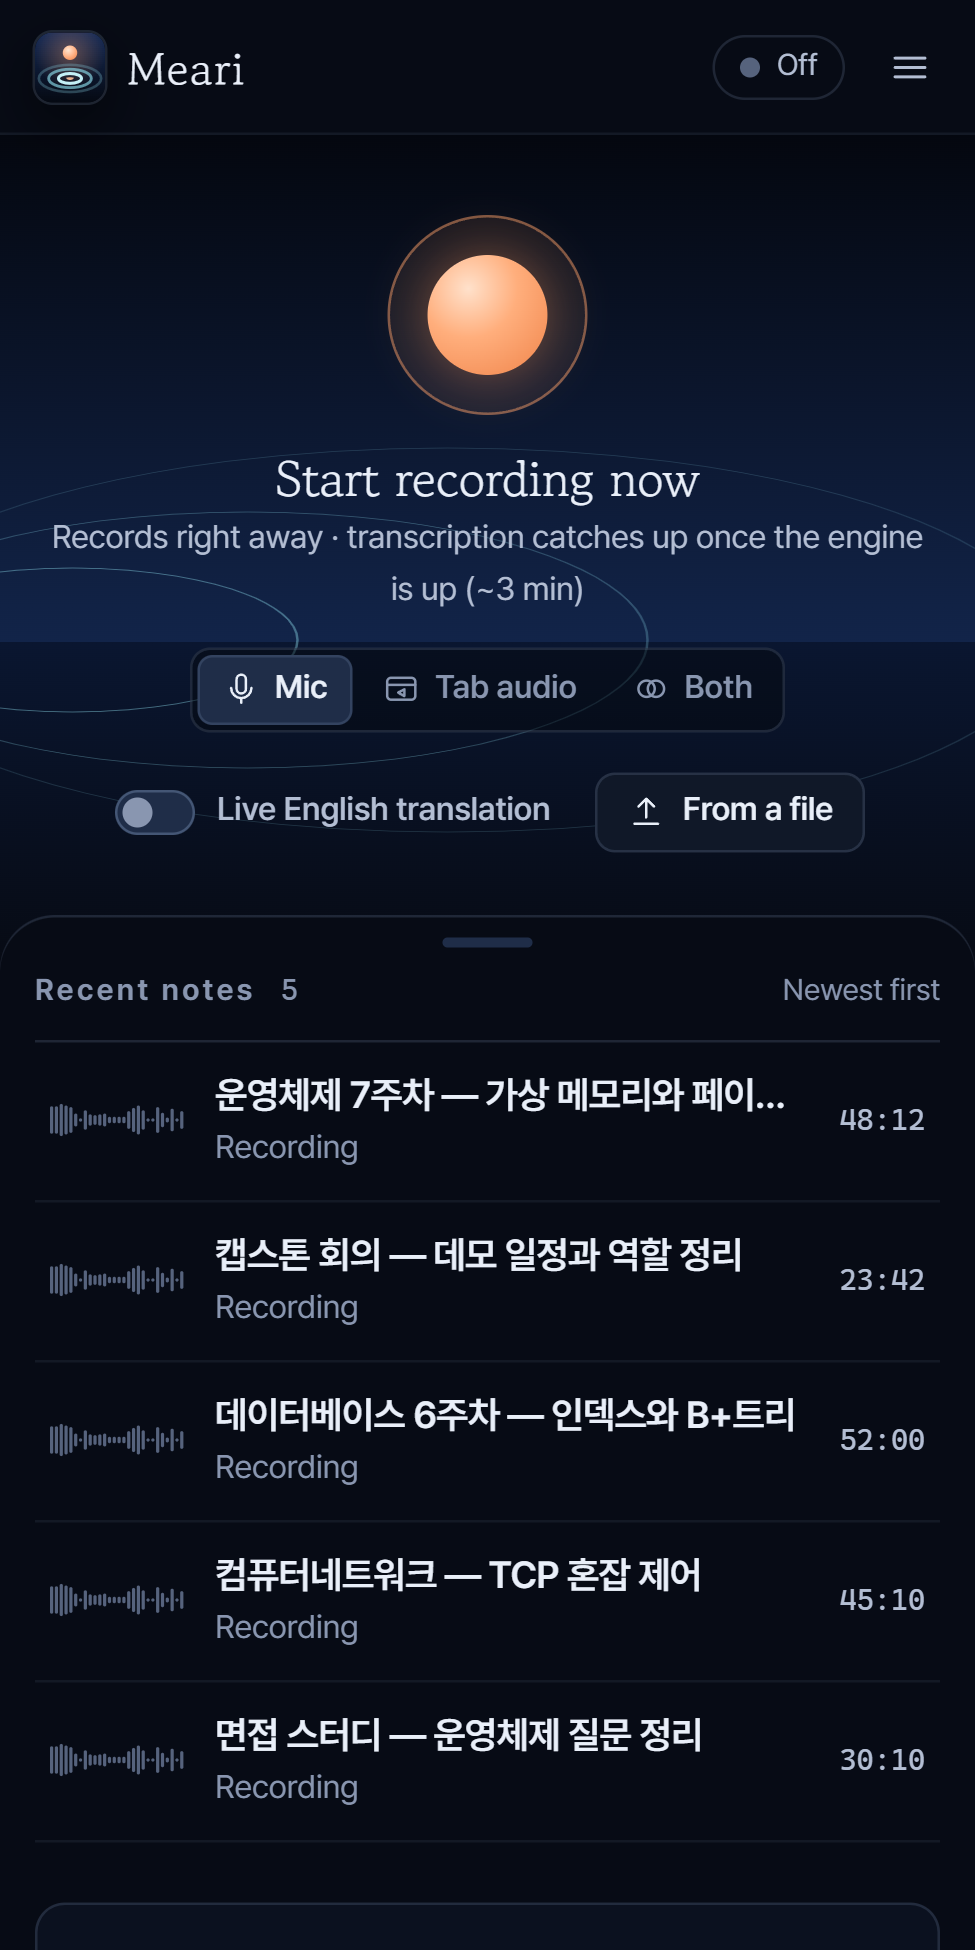 Meari
Off
Start recording now
Records right away · transcription catches up once the engine
is up (~3 min)
Mic
Tab audio
Both
Live English translation
From a file
Recent notes 5
Newest first
운영체제 7주차 — 가상 메모리와 페이...
Recording
48:12
캡스톤 회의 — 데모 일정과 역할 정리
Recording
23:42
데이터베이스 6주차 — 인덱스와 B+트리
Recording
52:00
컴퓨터네트워크 — TCP 혼잡 제어
Recording
45:10
면접 스터디 — 운영체제 질문 정리
Recording
30:10